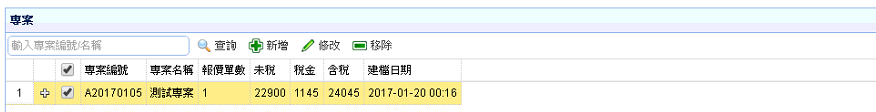 專案
輸入專案編號/名稱 查詢 新增 修改 移除
專案編號 專案名稱 報價單數 未稅 稅金 含稅 建檔日期
1 A20170105 測試專案 1 22900 1145 24045 2017-01-20 00:16